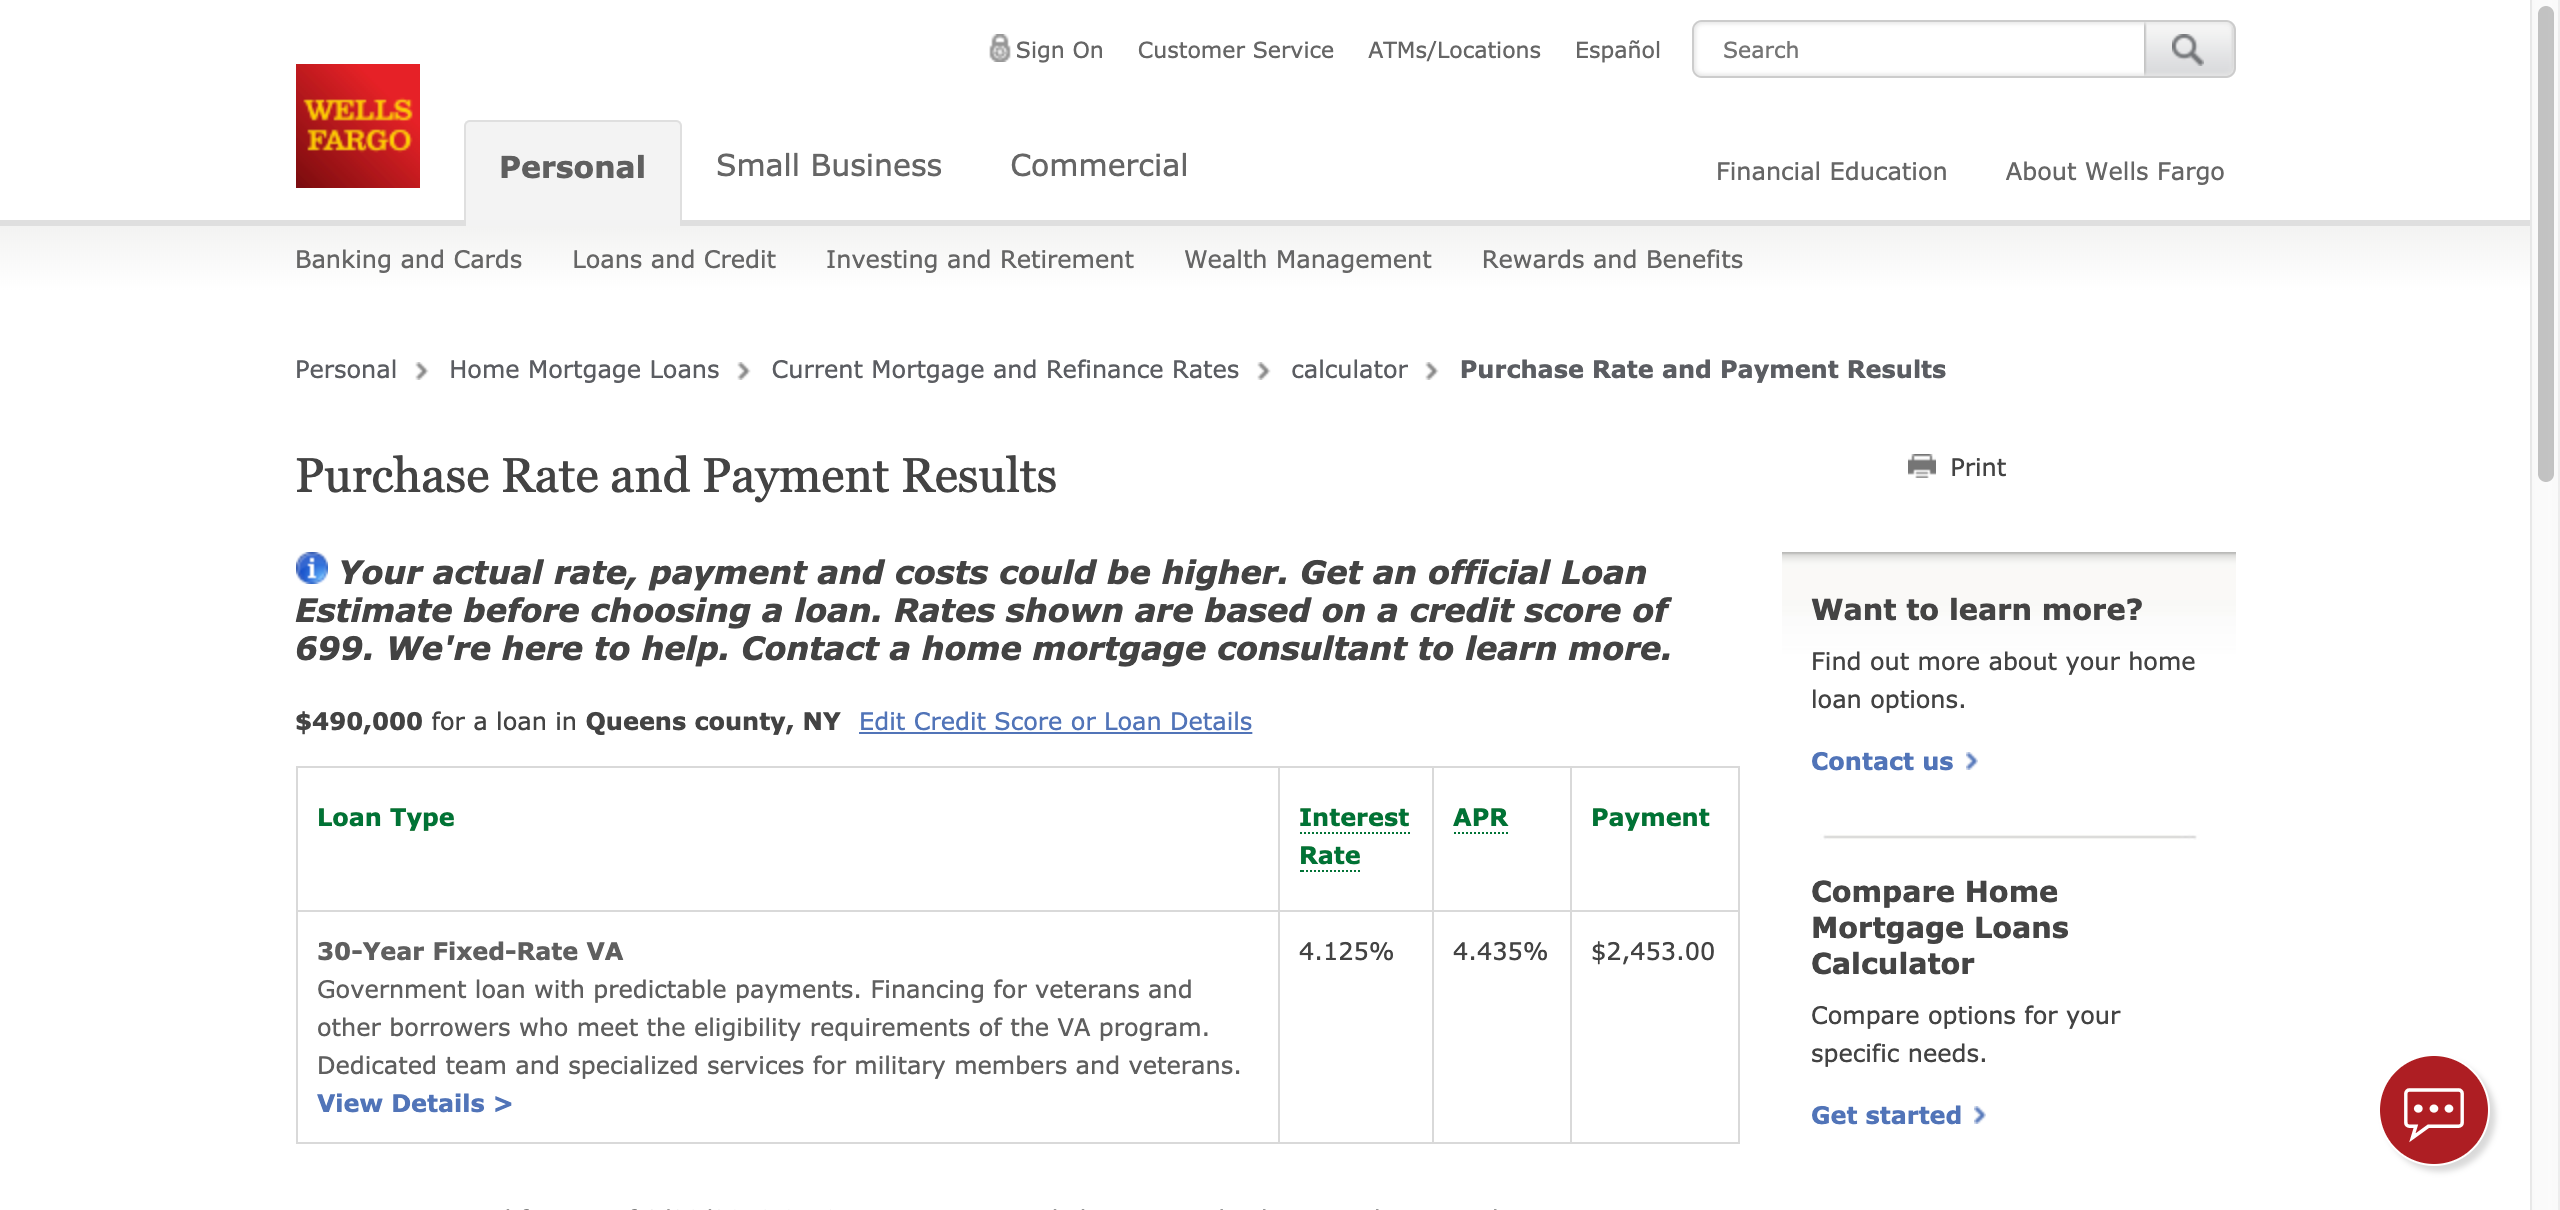 Sign On Customer Service ATMs/Locations Español Search
WELLS
FARGO
Personal Small Business Commercial Financial Education About Wells Fargo
Banking and Cards Loans and Credit Investing and Retirement Wealth Management Rewards and Benefits
Personal Home Mortgage Loans Current Mortgage and Refinance Rates calculator Purchase Rate and Payment Results
Purchase Rate and Payment Results
Print
Your actual rate, payment and costs could be higher. Get an official Loan
Estimate before choosing a loan. Rates shown are based on a credit score of
699. We're here to help. Contact a home mortgage consultant to learn more.
$490,000 for a loan in Queens county, NY Edit Credit Score or Loan Details
Loan Type Interest Rate APR Payment
30-Year Fixed-Rate VA 4.125% 4.435% $2,453.00
Government loan with predictable payments. Financing for veterans and
other borrowers who meet the eligibility requirements of the VA program.
Dedicated team and specialized services for military members and veterans.
View Details >
Want to learn more?
Find out more about your home
loan options.
Contact us
Compare Home
Mortgage Loans
Calculator
Compare options for your
specific needs.
Get started